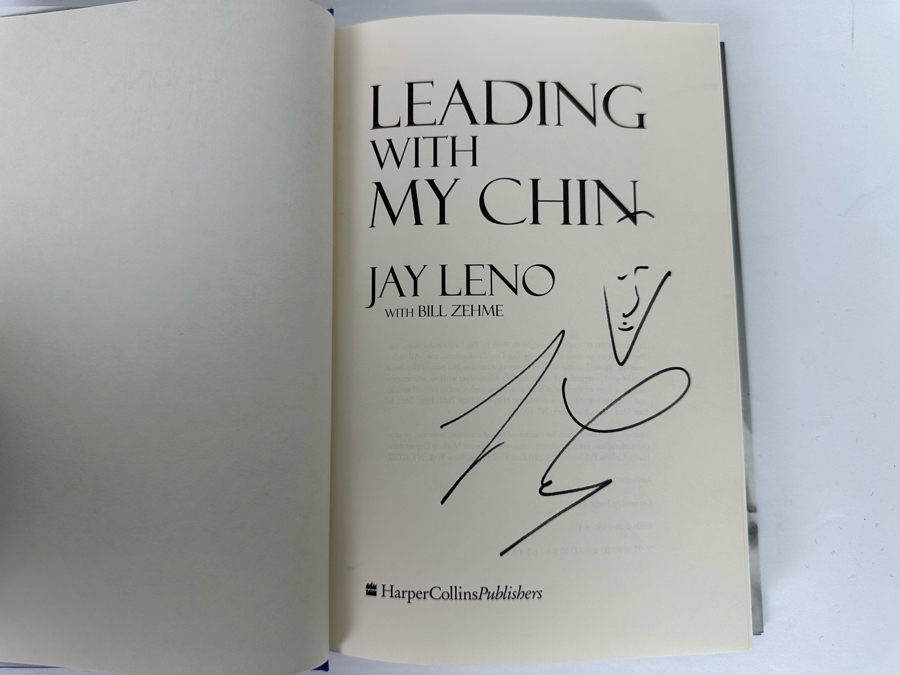 LEADING
WITH
MY CHIN
JAY LENO
WITH BILL ZEHME
HarperCollinsPublishers